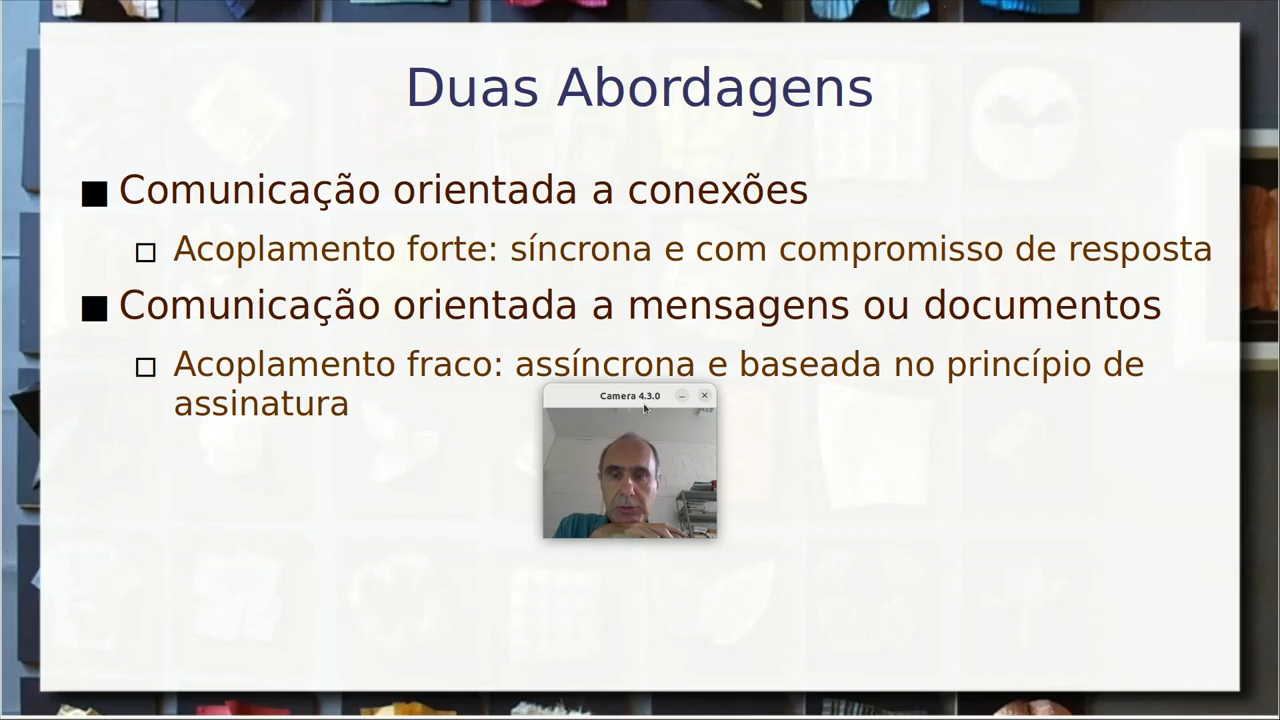 Duas Abordagens
Comunicação orientada a conexões
Acoplamento forte: síncrona e com compromisso de resposta
Comunicação orientada a mensagens ou documentos
Acoplamento fraco: assíncrona e baseada no princípio de
assinatura
Camera 4.3.0